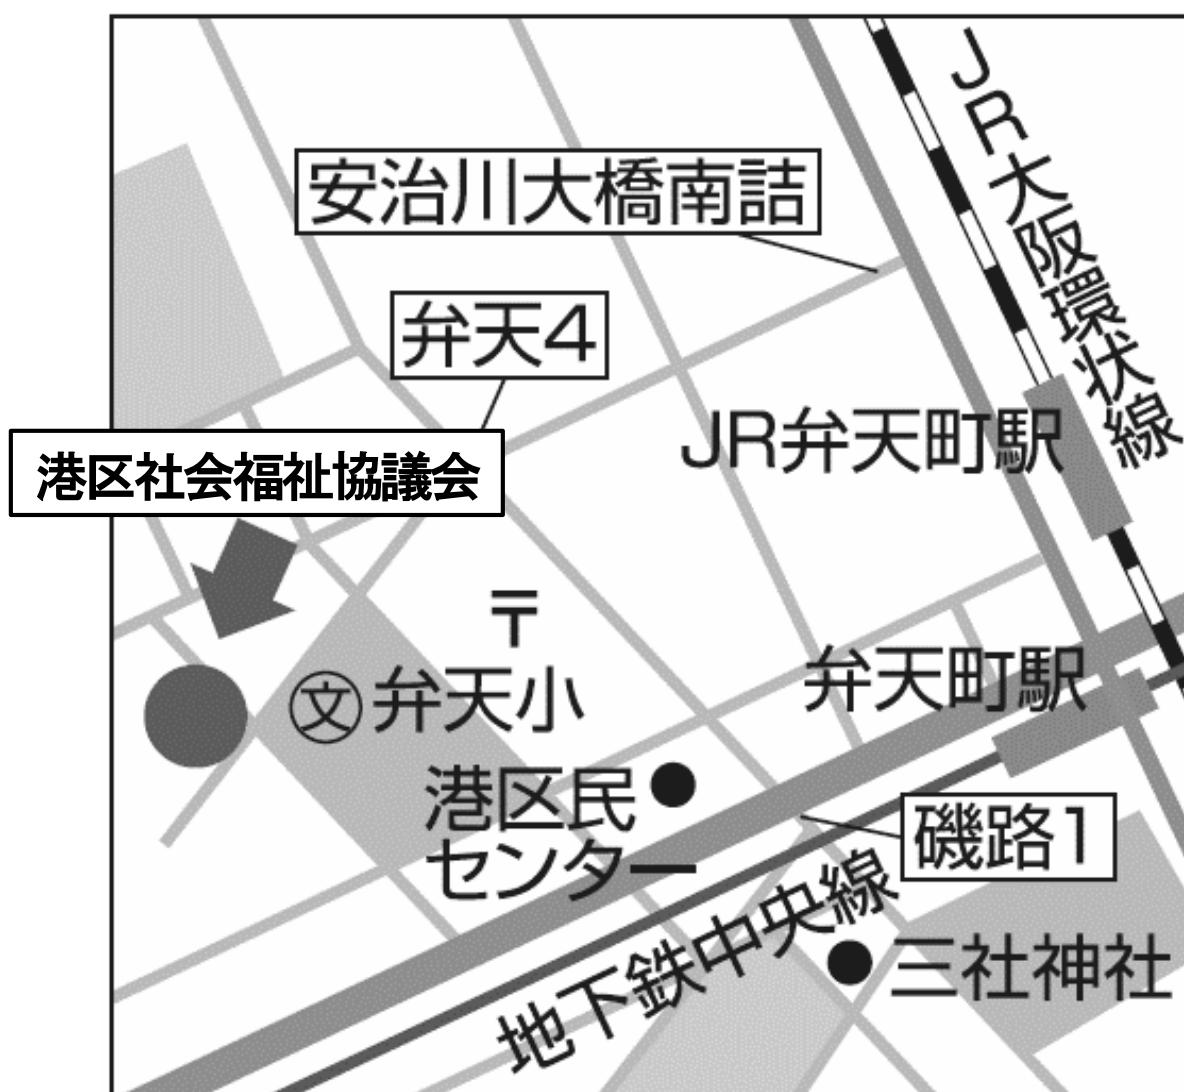 JR大阪環状線
安治川大橋南詰
弁天4
JR弁天町駅
港区社会福祉協議会
〒
弁天町駅
文 弁天小
港区民
センター
磯路1
地下鉄中央線
三社神社